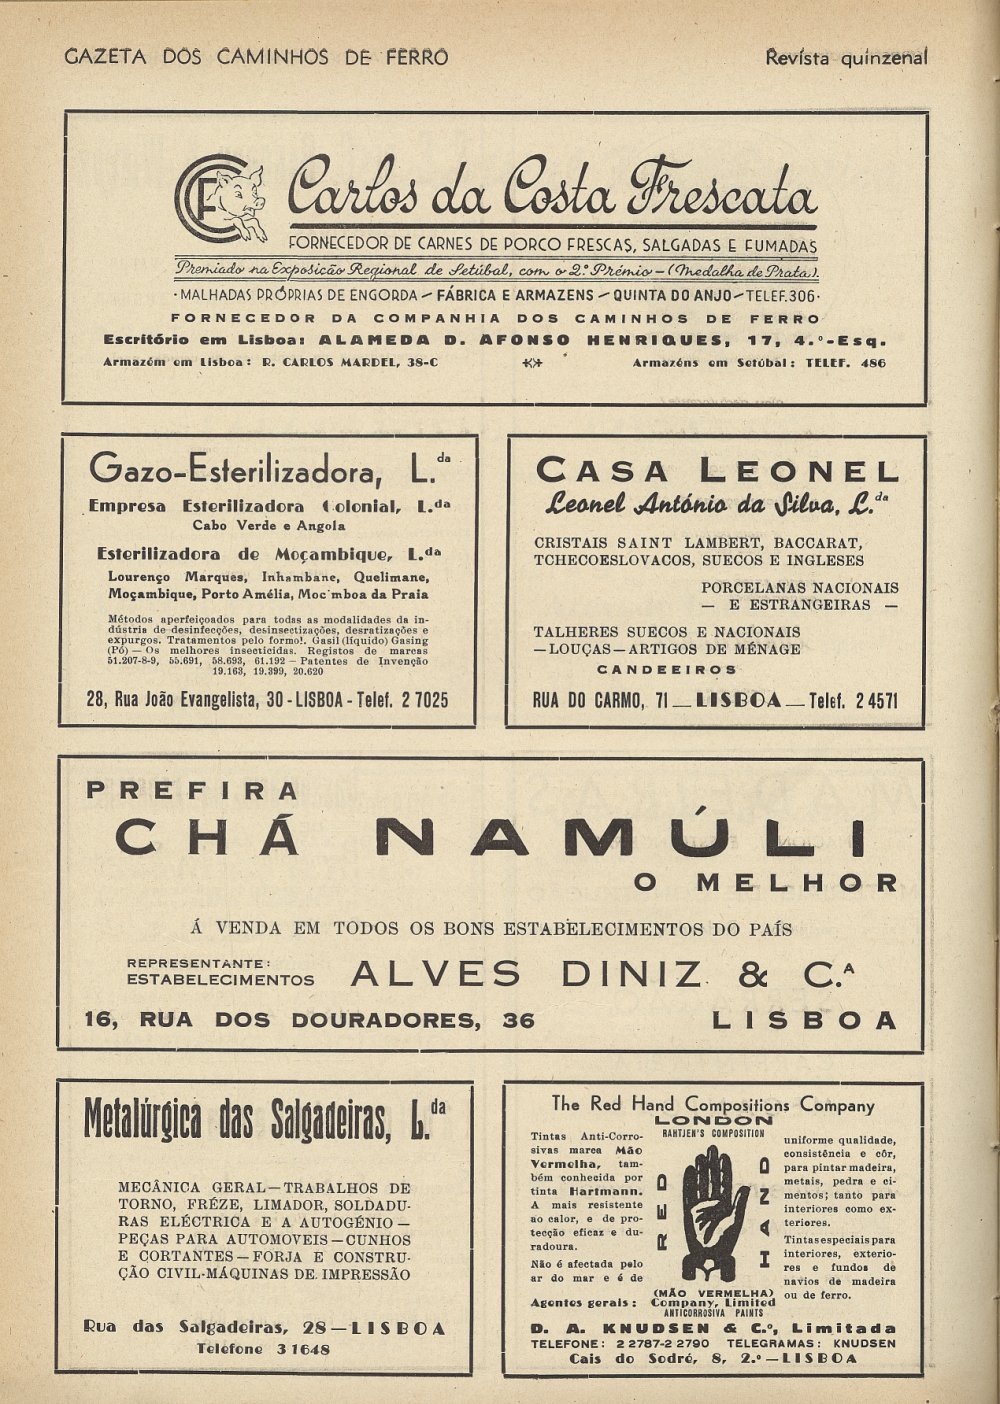 GAZETA DOS CAMINHOS DE FERRO
Revista quinzenal
CCF
Carlos da Costa Frescata
FORNECEDOR DE CARNES DE PORCO FRESCAS, SALGADAS E FUMADAS
Premiado na Exposição Regional de Setúbal, com o 2.º Prémio - (Medalha de Prata).
·MALHADAS PRÓPRIAS DE ENGORDA - FÁBRICA E ARMAZENS - QUINTA DO ANJO - TELEF. 306·
FORNECEDOR DA COMPANHIA DOS CAMINHOS DE FERRO
Escritório em Lisboa: ALAMEDA D. AFONSO HENRIQUES, 17, 4.º-Esq.
Armazém em Lisboa: R. CARLOS MARDEL, 38-C
Armazéns em Setúbal: TELEF. 486
Gazo-Esterilizadora, L.da
Empresa Esterilizadora Colonial, L.da
Cabo Verde e Angola
Esterilizadora de Moçambique, L.da
Lourenço Marques, Inhambane, Quelimane,
Moçambique, Porto Amélia, Mocimboa da Praia
Métodos aperfeiçoados para todas as modalidades da in-
dústria de desinfecções, desinsectizações, desratizações e
expurgos. Tratamentos pelo formol. Gasil (líquido) Gasing
(Pó) — Os melhores insecticidas. Registos de marcas
51.207-8-9, 55.691, 58.693, 61.192 — Patentes de Invenção
19.163, 19.399, 20.620
28, Rua João Evangelista, 30 - LISBOA - Telef. 2 7025
CASA LEONEL
Leonel António da Silva, L.da
CRISTAIS SAINT LAMBERT, BACCARAT,
TCHECOESLOVACOS, SUECOS E INGLESES
PORCELANAS NACIONAIS
— E ESTRANGEIRAS —
TALHERES SUECOS E NACIONAIS
—LOUÇAS—ARTIGOS DE MÉNAGE
CANDEEIROS
RUA DO CARMO, 71 — LISBOA — Telef. 2 4571
PREFIRA
CHÁ NAMÚLI
O MELHOR
Á VENDA EM TODOS OS BONS ESTABELECIMENTOS DO PAÍS
REPRESENTANTE:
ESTABELECIMENTOS ALVES DINIZ & C.A
16, RUA DOS DOURADORES, 36 LISBOA
Metalúrgica das Salgadeiras, L.da
MECÂNICA GERAL—TRABALHOS DE
TORNO, FRÉZE, LIMADOR, SOLDADU-
RAS ELÉCTRICA E A AUTOGÉNIO —
PEÇAS PARA AUTOMOVEIS—CUNHOS
E CORTANTES—FORJA E CONSTRU-
ÇÃO CIVIL-MÁQUINAS DE IMPRESSÃO
Rua das Salgadeiras, 28—LISBOA
Telefone 3 1648
The Red Hand Compositions Company
LONDON
Tintas Anti-Corro-
sivas marca Mão
Vermelha, tam-
bém conhecida por
tinta Hartmann.
A mais resistente
ao calor, e de pro-
tecção eficaz e du-
radoura.
Não é afectada pelo
ar do mar e é de
RAHTJEN'S COMPOSITION
RED HAND
(MÃO VERMELHA)
Company, Limited
ANTICORROSIVA PAINTS
uniforme qualidade,
consistência e côr,
para pintar madeira,
metais, pedra e ci-
mentos; tanto para
interiores como ex-
teriores.
Tintas especiais para
interiores, exterio-
res e fundos de
navios de madeira
ou de ferro.
Agentes gerais:
D. A. KNUDSEN & C.º, Limitada
TELEFONE: 2 2787-2 2790 TELEGRAMAS: KNUDSEN
Cais do Sodré, 8, 2.º—LISBOA